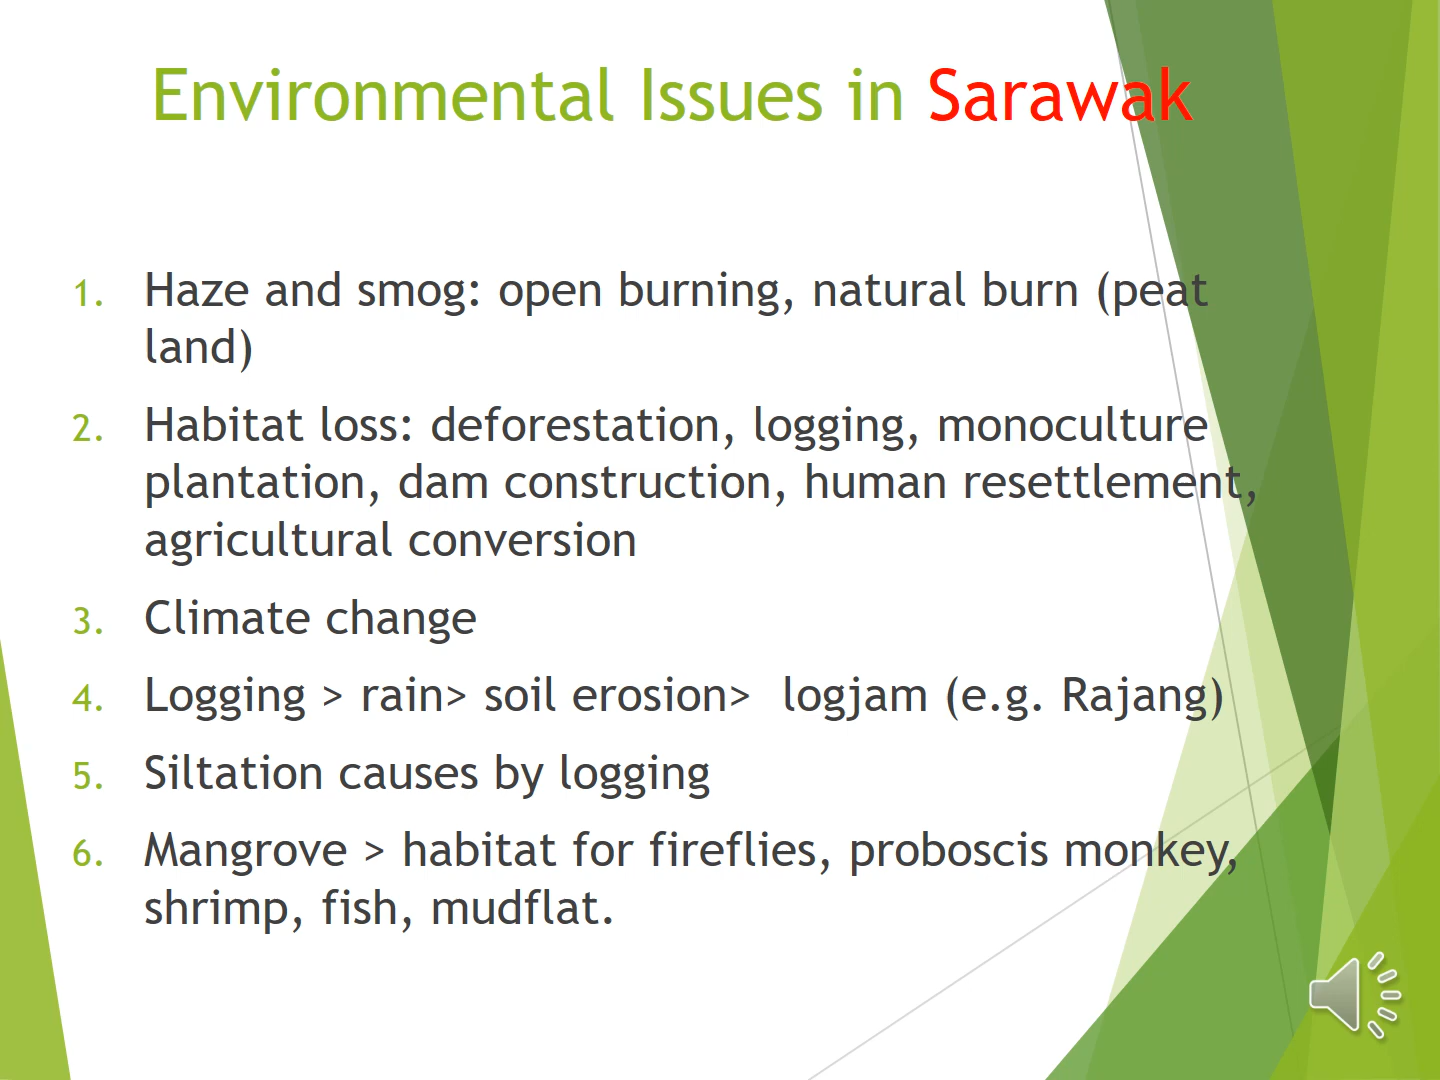 Environmental Issues in Sarawak
1. Haze and smog: open burning, natural burn (peat
land)
2. Habitat loss: deforestation, logging, monoculture
plantation, dam construction, human resettlement,
agricultural conversion
3. Climate change
4. Logging > rain> soil erosion>  logjam (e.g. Rajang)
5. Siltation causes by logging
6. Mangrove > habitat for fireflies, proboscis monkey,
shrimp, fish, mudflat.